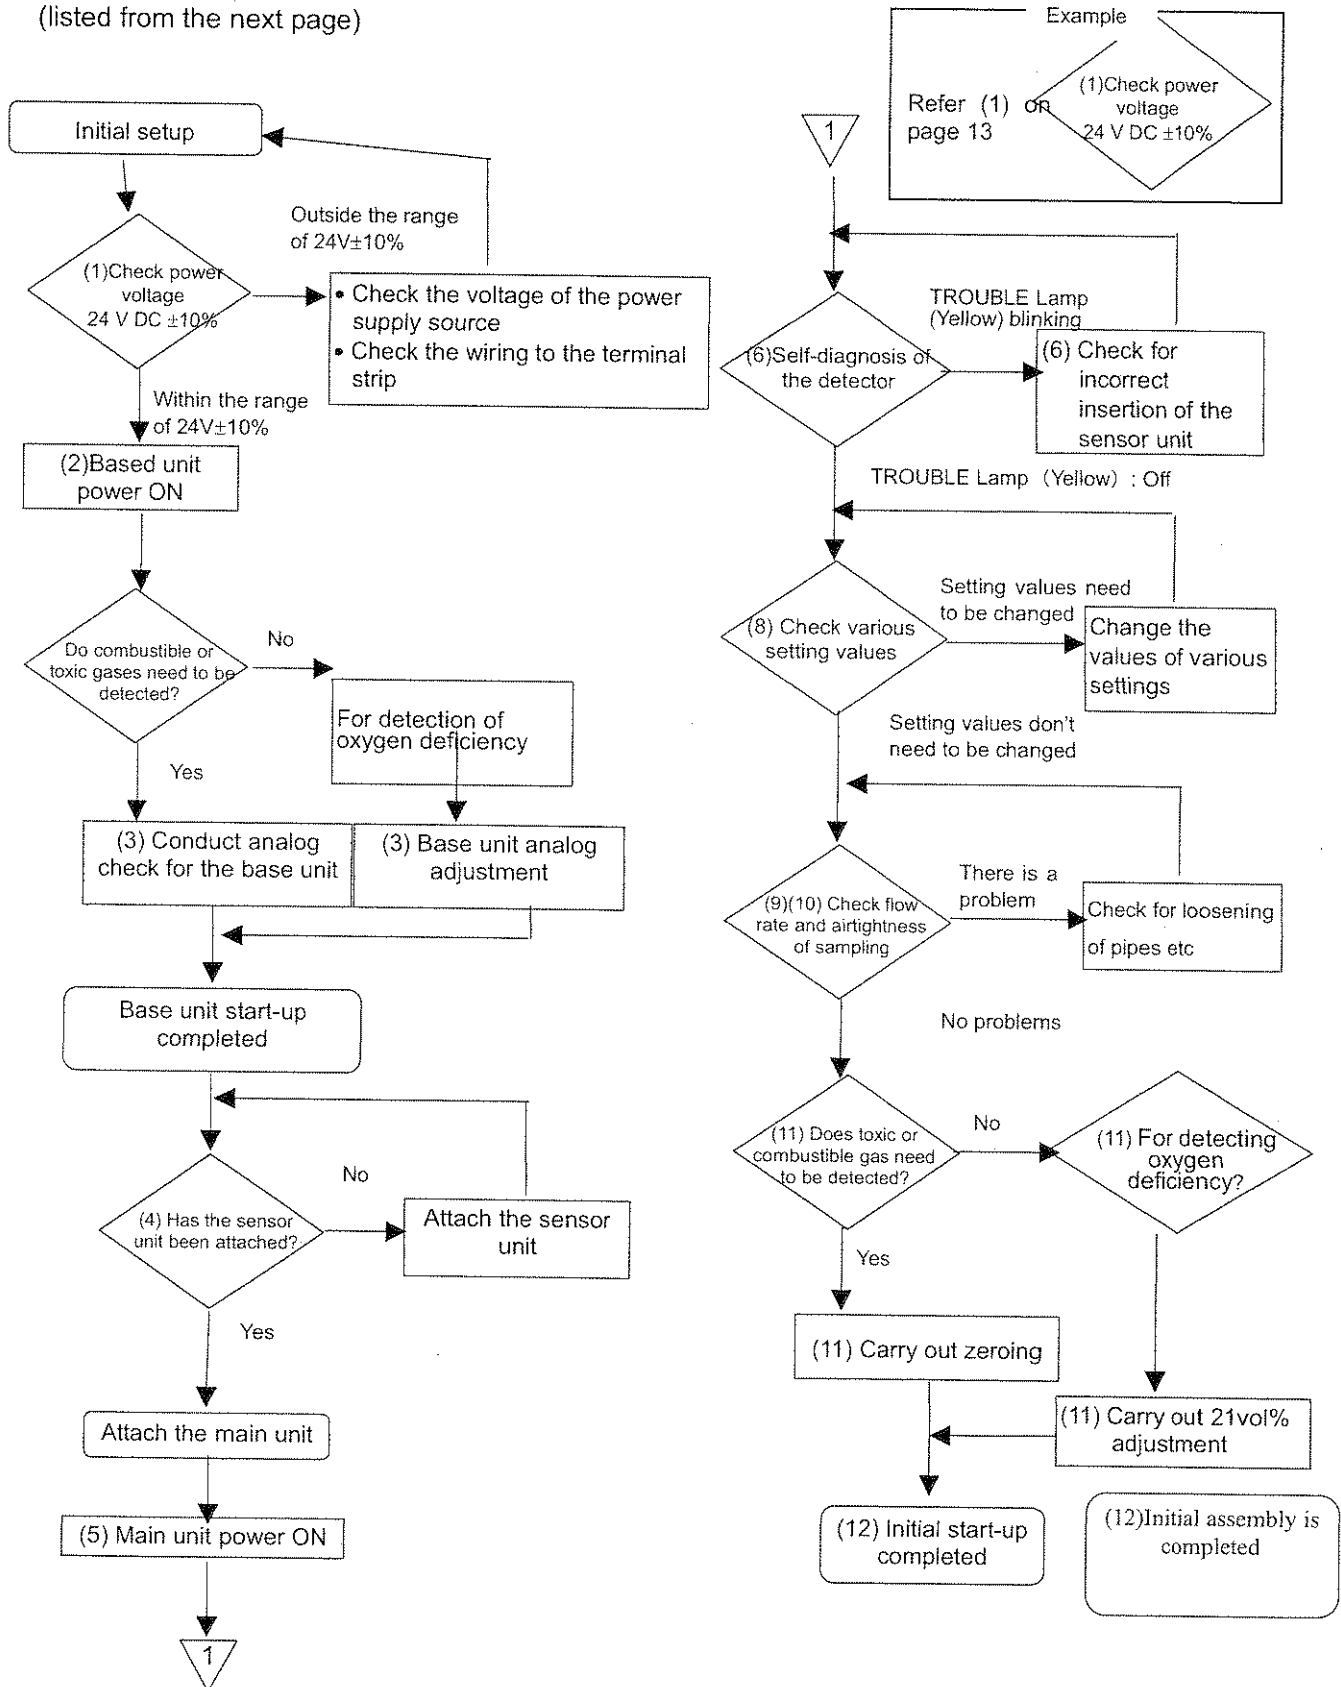 (listed from the next page)
Initial setup
(1)Check power
voltage
24 V DC ±10%
Outside the range
of 24V±10%
• Check the voltage of the power
supply source
• Check the wiring to the terminal
strip
Within the range
of 24V±10%
(2)Based unit
power ON
Do combustible or
toxic gases need to be
detected?
No
For detection of
oxygen deficiency
Yes
(3) Conduct analog
check for the base unit
(3) Base unit analog
adjustment
Base unit start-up
completed
(4) Has the sensor
unit been attached?
No
Attach the sensor
unit
Yes
Attach the main unit
(5) Main unit power ON
1
Example
Refer (1) on
page 13
(1)Check power
voltage
24 V DC ±10%
1
(6)Self-diagnosis of
the detector
TROUBLE Lamp
(Yellow) blinking
(6) Check for
incorrect
insertion of the
sensor unit
TROUBLE Lamp (Yellow) : Off
(8) Check various
setting values
Setting values need
to be changed
Change the
values of various
settings
Setting values don't
need to be changed
(9)(10) Check flow
rate and airtightness
of sampling
There is a
problem
Check for loosening
of pipes etc
No problems
(11) Does toxic or
combustible gas need
to be detected?
No
(11) For detecting
oxygen
deficiency?
Yes
(11) Carry out zeroing
(11) Carry out 21vol%
adjustment
(12) Initial start-up
completed
(12)Initial assembly is
completed